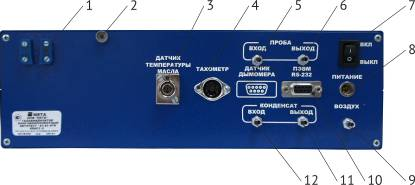 1 2 3 4 5 6 7
ПРОБА
ВХОД ВЫХОД
ВКЛ
ВЫКЛ
8
ДАТЧИК
ТЕМПЕРАТУРЫ
МАСЛА
ТАХОМЕТР
ДАТЧИК
ДЫМОМЕРА
ПЭВМ
RS-232
ПИТАНИЕ
КОНДЕНСАТ
ВХОД ВЫХОД
ВОЗДУХ
МЕТА
12 11 10 9